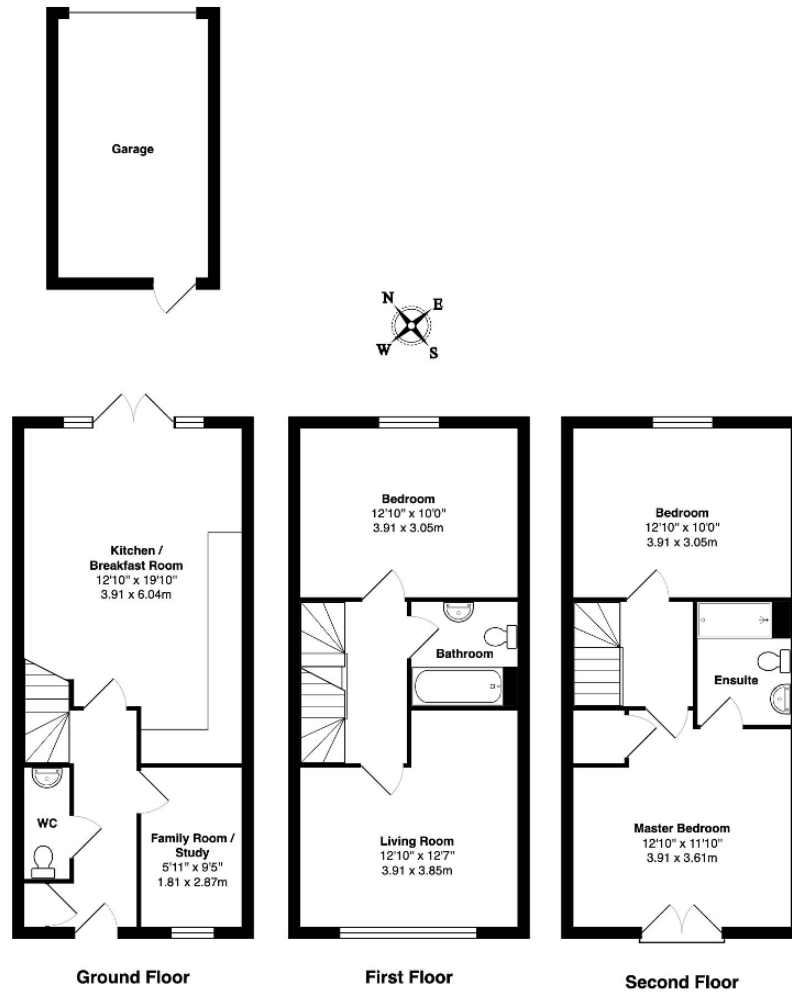 Garage
N
E
W
S
Kitchen /
Breakfast Room
12'10" x 19'10"
3.91 x 6.04m
WC
Family Room /
Study
5'11" x 9'5"
1.81 x 2.87m
Ground Floor
Bedroom
12'10" x 10'0"
3.91 x 3.05m
Bathroom
Living Room
12'10" x 12'7"
3.91 x 3.85m
First Floor
Bedroom
12'10" x 10'0"
3.91 x 3.05m
Ensuite
Master Bedroom
12'10" x 11'10"
3.91 x 3.61m
Second Floor